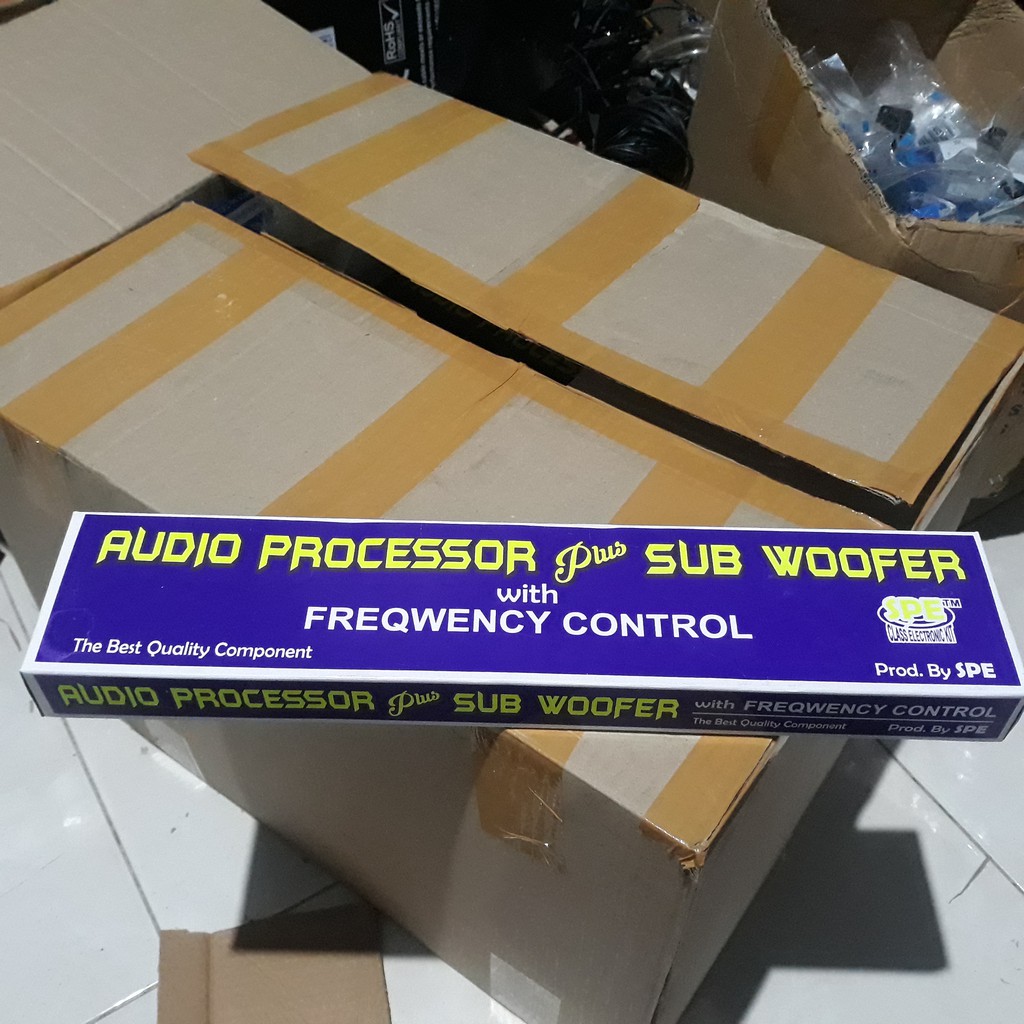 RoHS
AUDIO PROCESSOR Plus SUB WOOFER
with
FREQWENCY CONTROL
SPE TM
CLASS ELECTRONIC KIT
The Best Quality Component
Prod. By SPE
AUDIO PROCESSOR Plus SUB WOOFER with FREQWENCY CONTROL
The Best Quality Component Prod. By SPE